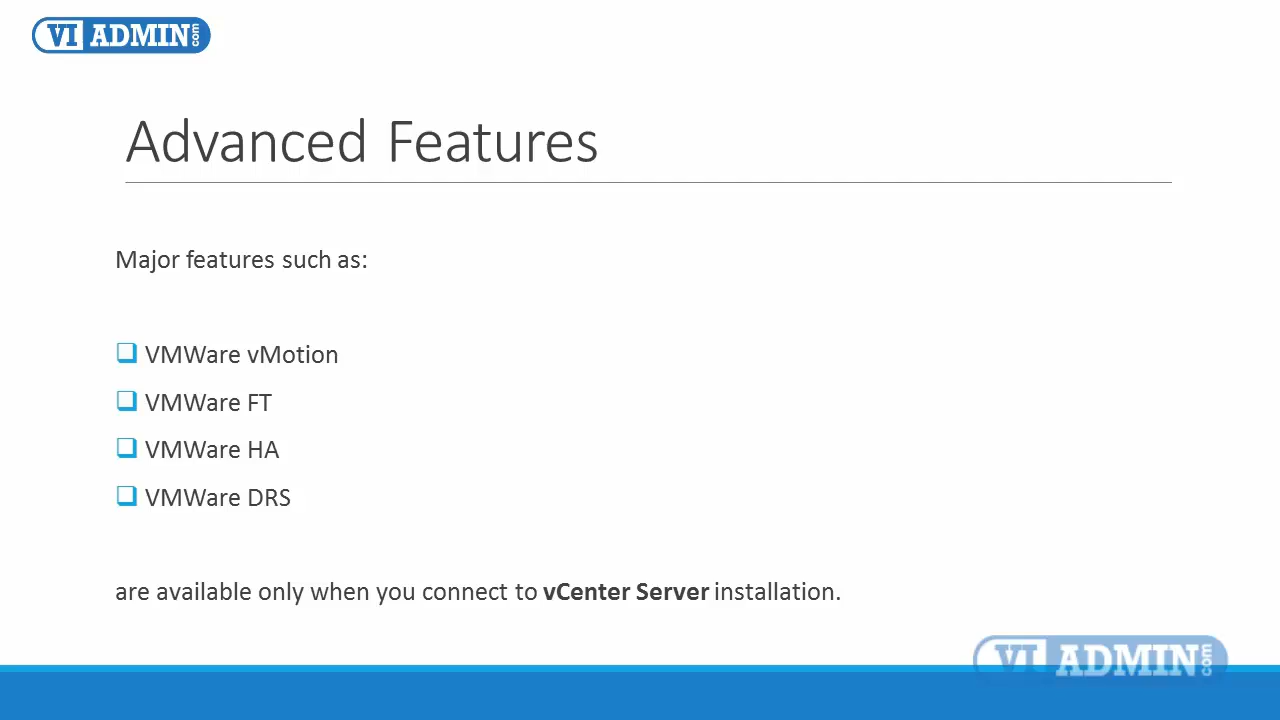 VI ADMIN.com
Advanced Features
Major features such as:
❑ VMWare vMotion
❑ VMWare FT
❑ VMWare HA
❑ VMWare DRS
are available only when you connect to vCenter Server installation.
VI ADMIN.com